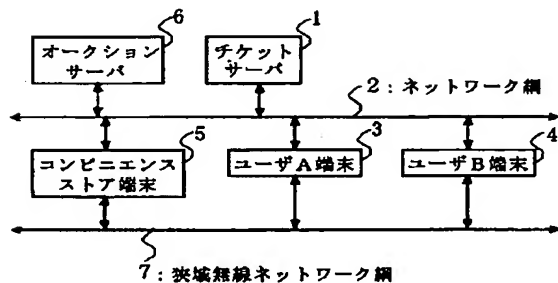 6
オークション
サーバ
1
チケット
サーバ
2:ネットワーク網
5
コンビニエンス
ストア端末
3
ユーザA端末
4
ユーザB端末
7:狭域無線ネットワーク網